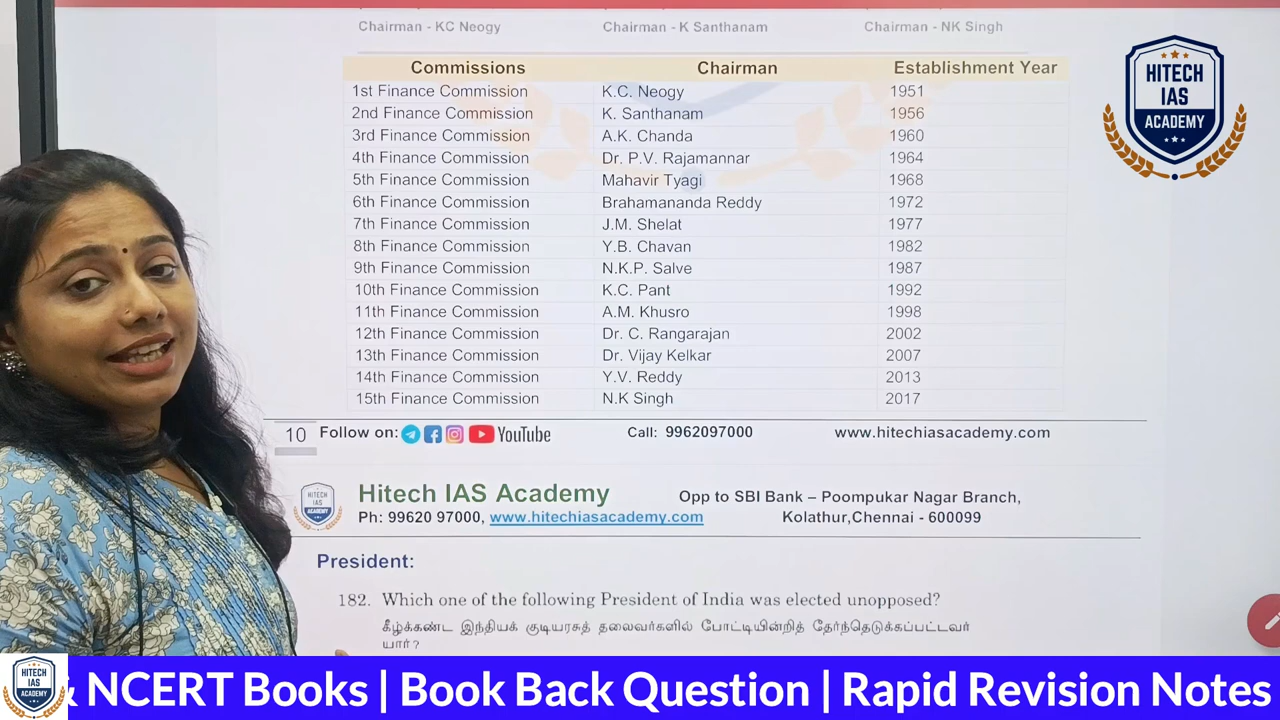 Chairman - KC Neogy Chairman - K Santhanam Chairman - NK Singh
Commissions Chairman Establishment Year
1st Finance Commission K.C. Neogy 1951
2nd Finance Commission K. Santhanam 1956
3rd Finance Commission A.K. Chanda 1960
4th Finance Commission Dr. P.V. Rajamannar 1964
5th Finance Commission Mahavir Tyagi 1968
6th Finance Commission Brahamananda Reddy 1972
7th Finance Commission J.M. Shelat 1977
8th Finance Commission Y.B. Chavan 1982
9th Finance Commission N.K.P. Salve 1987
10th Finance Commission K.C. Pant 1992
11th Finance Commission A.M. Khusro 1998
12th Finance Commission Dr. C. Rangarajan 2002
13th Finance Commission Dr. Vijay Kelkar 2007
14th Finance Commission Y.V. Reddy 2013
15th Finance Commission N.K Singh 2017
10 Follow on: YouTube Call: 9962097000 www.hitechiasacademy.com
HITECH
IAS
ACADEMY
Hitech IAS Academy Opp to SBI Bank – Poompukar Nagar Branch,
Ph: 99620 97000, www.hitechiasacademy.com Kolathur,Chennai - 600099
HITECH
IAS
ACADEMY
President:
182. Which one of the following President of India was elected unopposed?
கீழ்க்கண்ட இந்தியக் குடியரசுத் தலைவர்களில் போட்டியின்றித் தேர்ந்தெடுக்கப்பட்டவர்
யார்?
HITECH
IAS
ACADEMY
& NCERT Books | Book Back Question | Rapid Revision Notes